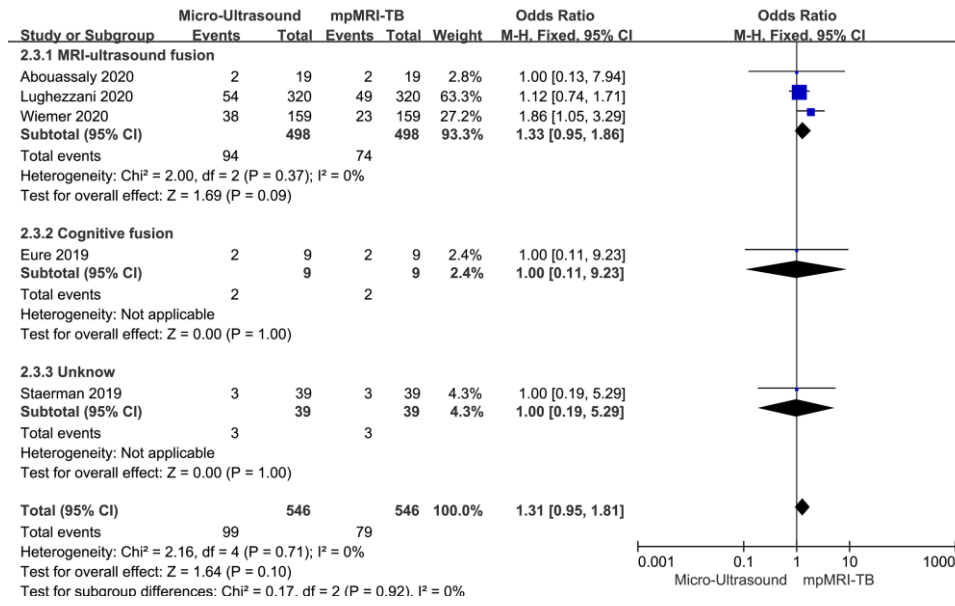 Micro-Ultrasound mpMRI-TB Odds Ratio Odds Ratio
Study or Subgroup Events Total Events Total Weight M-H. Fixed. 95% CI M-H. Fixed. 95% CI
2.3.1 MRI-ultrasound fusion
Abouassaly 2020 2 19 2 19 2.8% 1.00 [0.13, 7.94]
Lughezzani 2020 54 320 49 320 63.3% 1.12 [0.74, 1.71]
Wiemer 2020 38 159 23 159 27.2% 1.86 [1.05, 3.29]
Subtotal (95% CI) 498 498 93.3% 1.33 [0.95, 1.86]
Total events 94 74
Heterogeneity: Chi² = 2.00, df = 2 (P = 0.37); I² = 0%
Test for overall effect: Z = 1.69 (P = 0.09)
2.3.2 Cognitive fusion
Eure 2019 2 9 2 9 2.4% 1.00 [0.11, 9.23]
Subtotal (95% CI) 9 9 2.4% 1.00 [0.11, 9.23]
Total events 2 2
Heterogeneity: Not applicable
Test for overall effect: Z = 0.00 (P = 1.00)
2.3.3 Unknow
Staerman 2019 3 39 3 39 4.3% 1.00 [0.19, 5.29]
Subtotal (95% CI) 39 39 4.3% 1.00 [0.19, 5.29]
Total events 3 3
Heterogeneity: Not applicable
Test for overall effect: Z = 0.00 (P = 1.00)
Total (95% CI) 546 546 100.0% 1.31 [0.95, 1.81]
Total events 99 79
Heterogeneity: Chi² = 2.16, df = 4 (P = 0.71); I² = 0%
Test for overall effect: Z = 1.64 (P = 0.10)
Test for subgroup differences: Chi² = 0.17, df = 2 (P = 0.92), I² = 0%
0.001 0.1 1 10 1000
Micro-Ultrasound mpMRI-TB